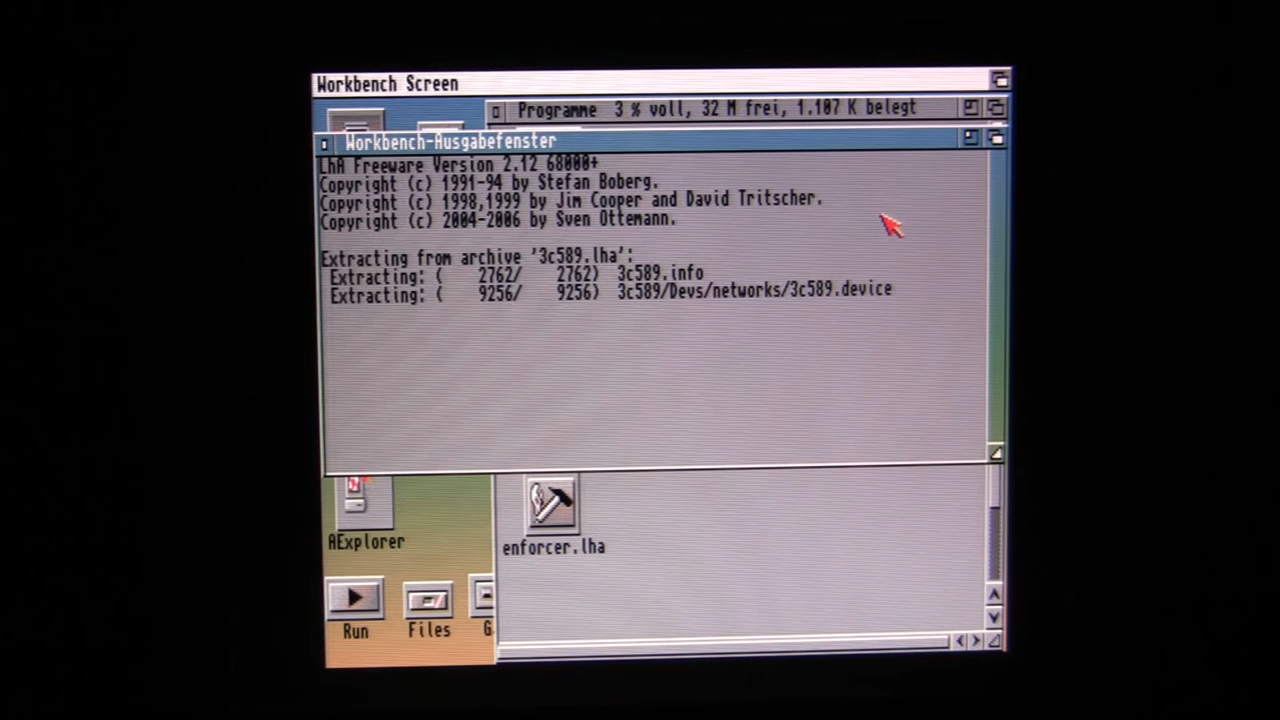 Workbench Screen
Programme 3 % voll, 32 M frei, 1.107 K belegt
Workbench-Ausgabefenster
LhA Freeware Version 2.12 68000+
Copyright (c) 1991-94 by Stefan Boberg.
Copyright (c) 1998,1999 by Jim Cooper and David Tritscher.
Copyright (c) 2004-2006 by Sven Ottemann.
Extracting from archive '3c589.lha':
Extracting: ( 2762/ 2762) 3c589.info
Extracting: ( 9256/ 9256) 3c589/Devs/networks/3c589.device
AExplorer
enforcer.lha
Run
Files